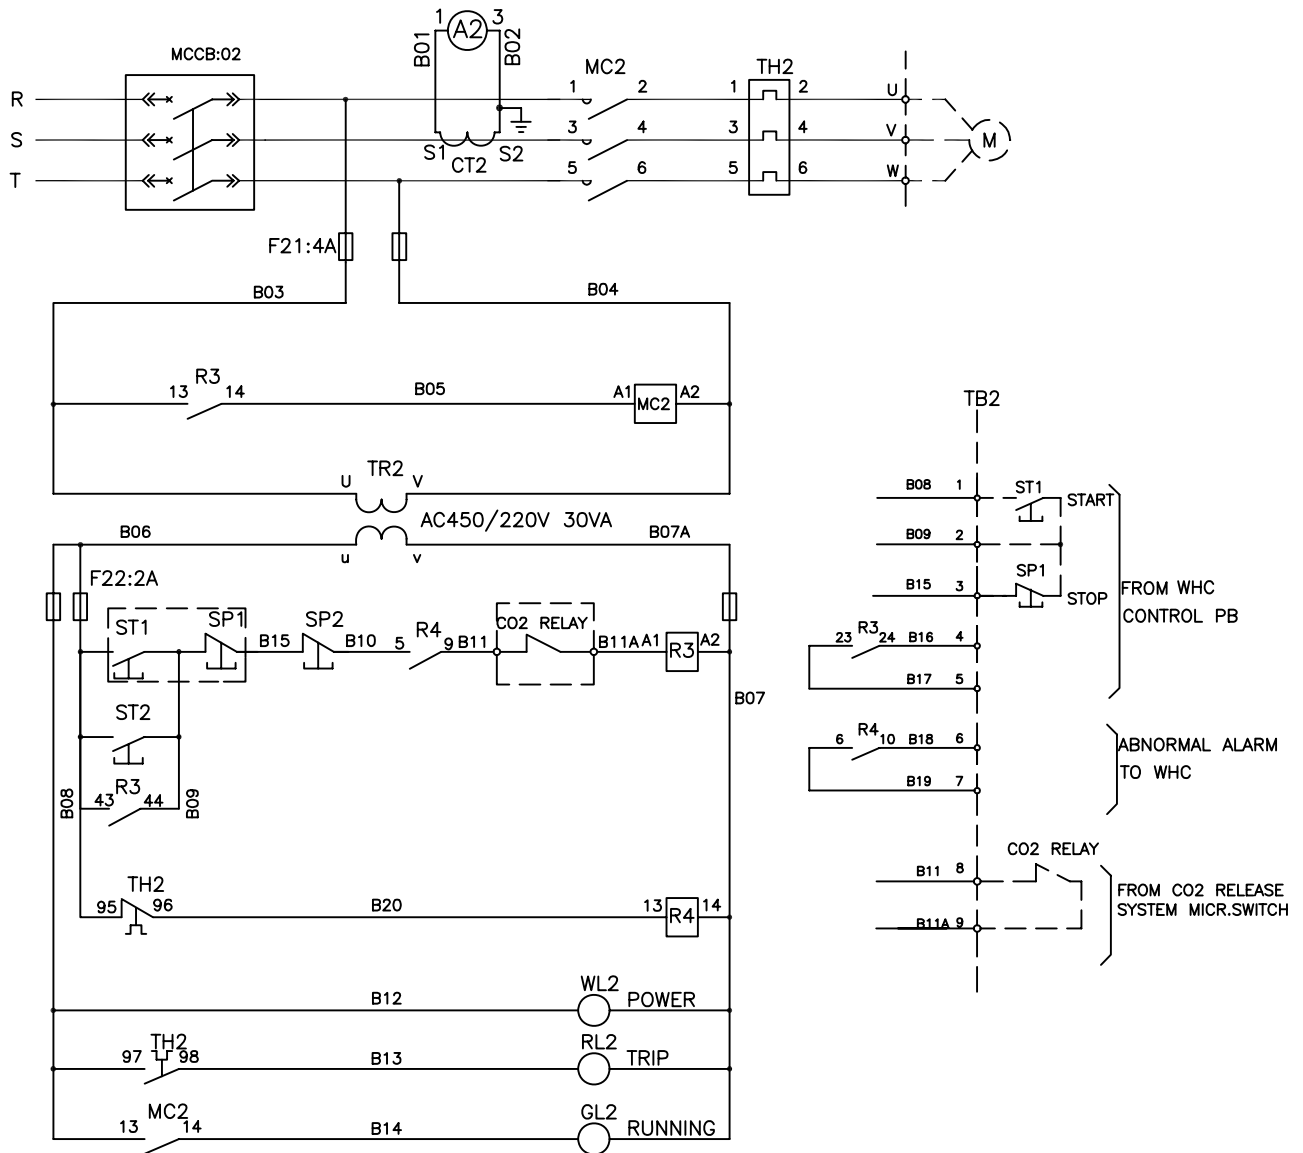 1 A2 3
B01 B02
MCCB:02
MC2 TH2
R 1 2 1 2 U
S 3 4 3 4 V M
S1 S2
CT2
T 5 6 5 6 W
F21:4A
B03 B04
R3
13 14 B05 A1 MC2 A2
TR2
U V
AC450/220V 30VA
B06 B07A
u v
F22:2A
ST1 SP1 SP2 R4 CO2 RELAY
B15 B10 5 9 B11 B11A A1 R3 A2
B07
ST2
R3
43 44
B08 B09
TH2
95 96 B20 13 R4 14
WL2
B12 POWER
TH2 RL2
97 98 B13 TRIP
MC2 GL2
13 14 B14 RUNNING
TB2
B08 1 ST1 START
B09 2
B15 3 SP1 STOP
FROM WHC
CONTROL PB
R3
23 24 B16 4
B17 5
R4
6 10 B18 6
B19 7
ABNORMAL ALARM
TO WHC
CO2 RELAY
B11 8
B11A 9
FROM CO2 RELEASE
SYSTEM MICR.SWITCH